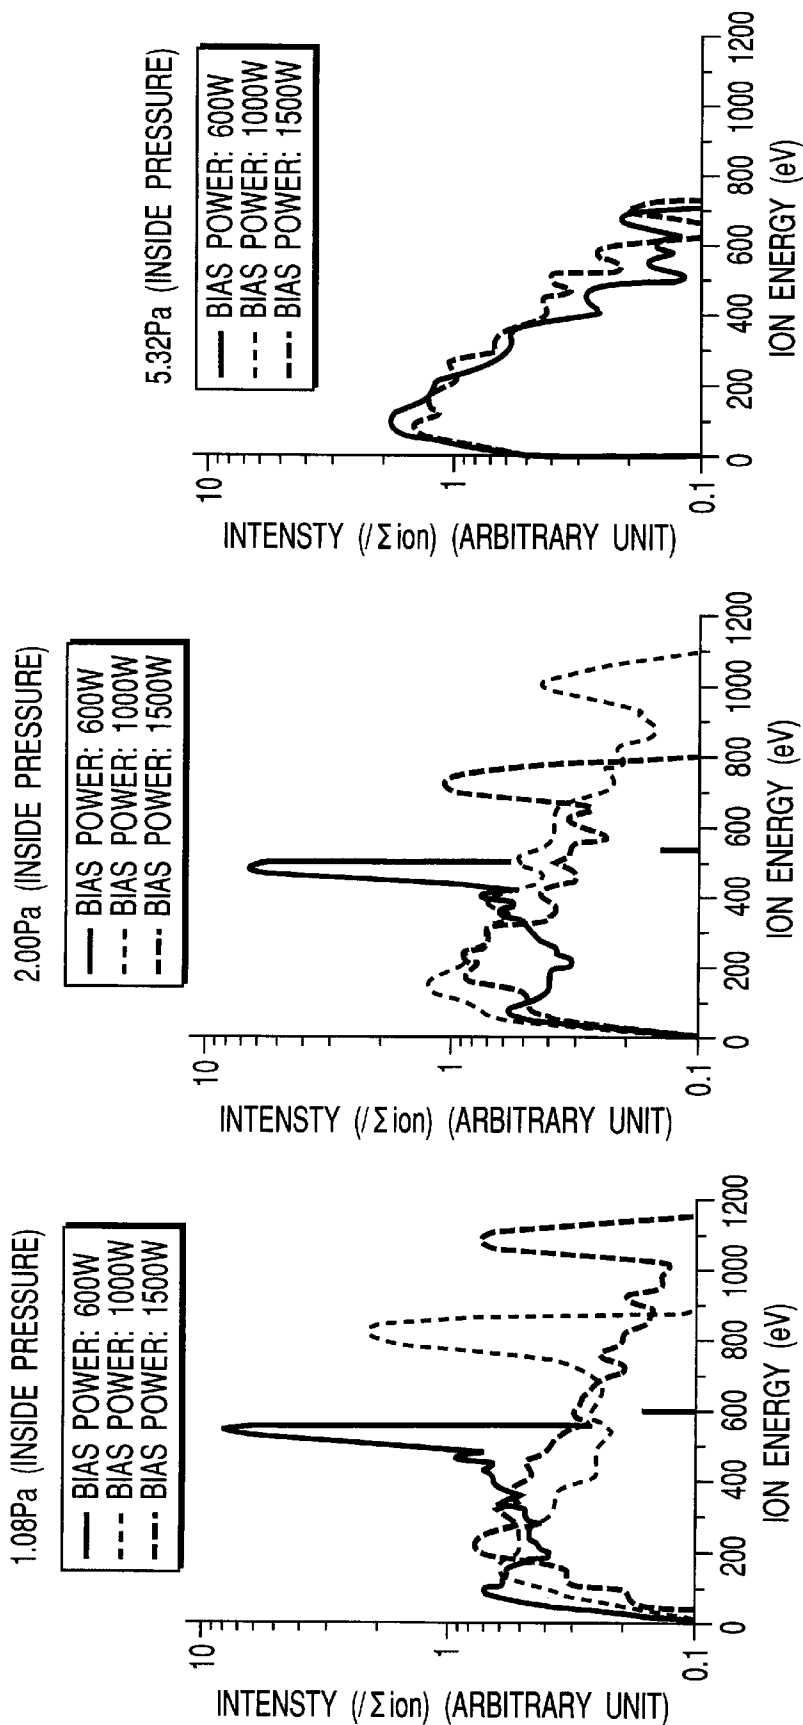 1.08Pa (INSIDE PRESSURE)
BIAS POWER: 600W
BIAS POWER: 1000W
BIAS POWER: 1500W
INTENSTY (/Σion) (ARBITRARY UNIT)
10
1
0.1
0 200 400 600 800 1000 1200
ION ENERGY (eV)
2.00Pa (INSIDE PRESSURE)
BIAS POWER: 600W
BIAS POWER: 1000W
BIAS POWER: 1500W
INTENSTY (/Σion) (ARBITRARY UNIT)
10
1
0.1
0 200 400 600 800 1000 1200
ION ENERGY (eV)
5.32Pa (INSIDE PRESSURE)
BIAS POWER: 600W
BIAS POWER: 1000W
BIAS POWER: 1500W
INTENSTY (/Σion) (ARBITRARY UNIT)
10
1
0.1
0 200 400 600 800 1000 1200
ION ENERGY (eV)